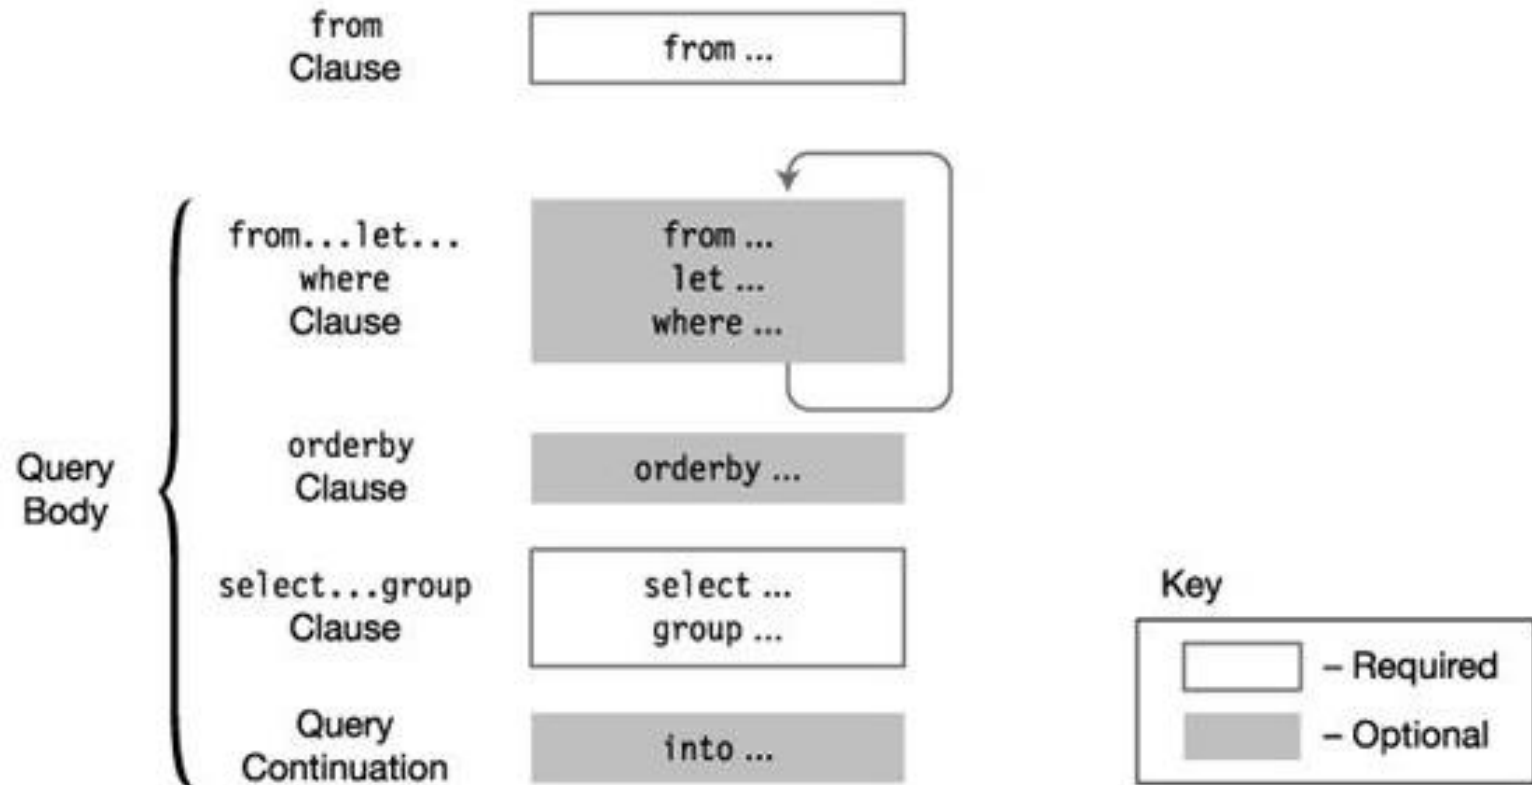 from
Clause
from ...
from...let...
where
Clause
from ...
let ...
where ...
Query
Body
orderby
Clause
orderby ...
select...group
Clause
select ...
group ...
Query
Continuation
into ...
Key
– Required
– Optional